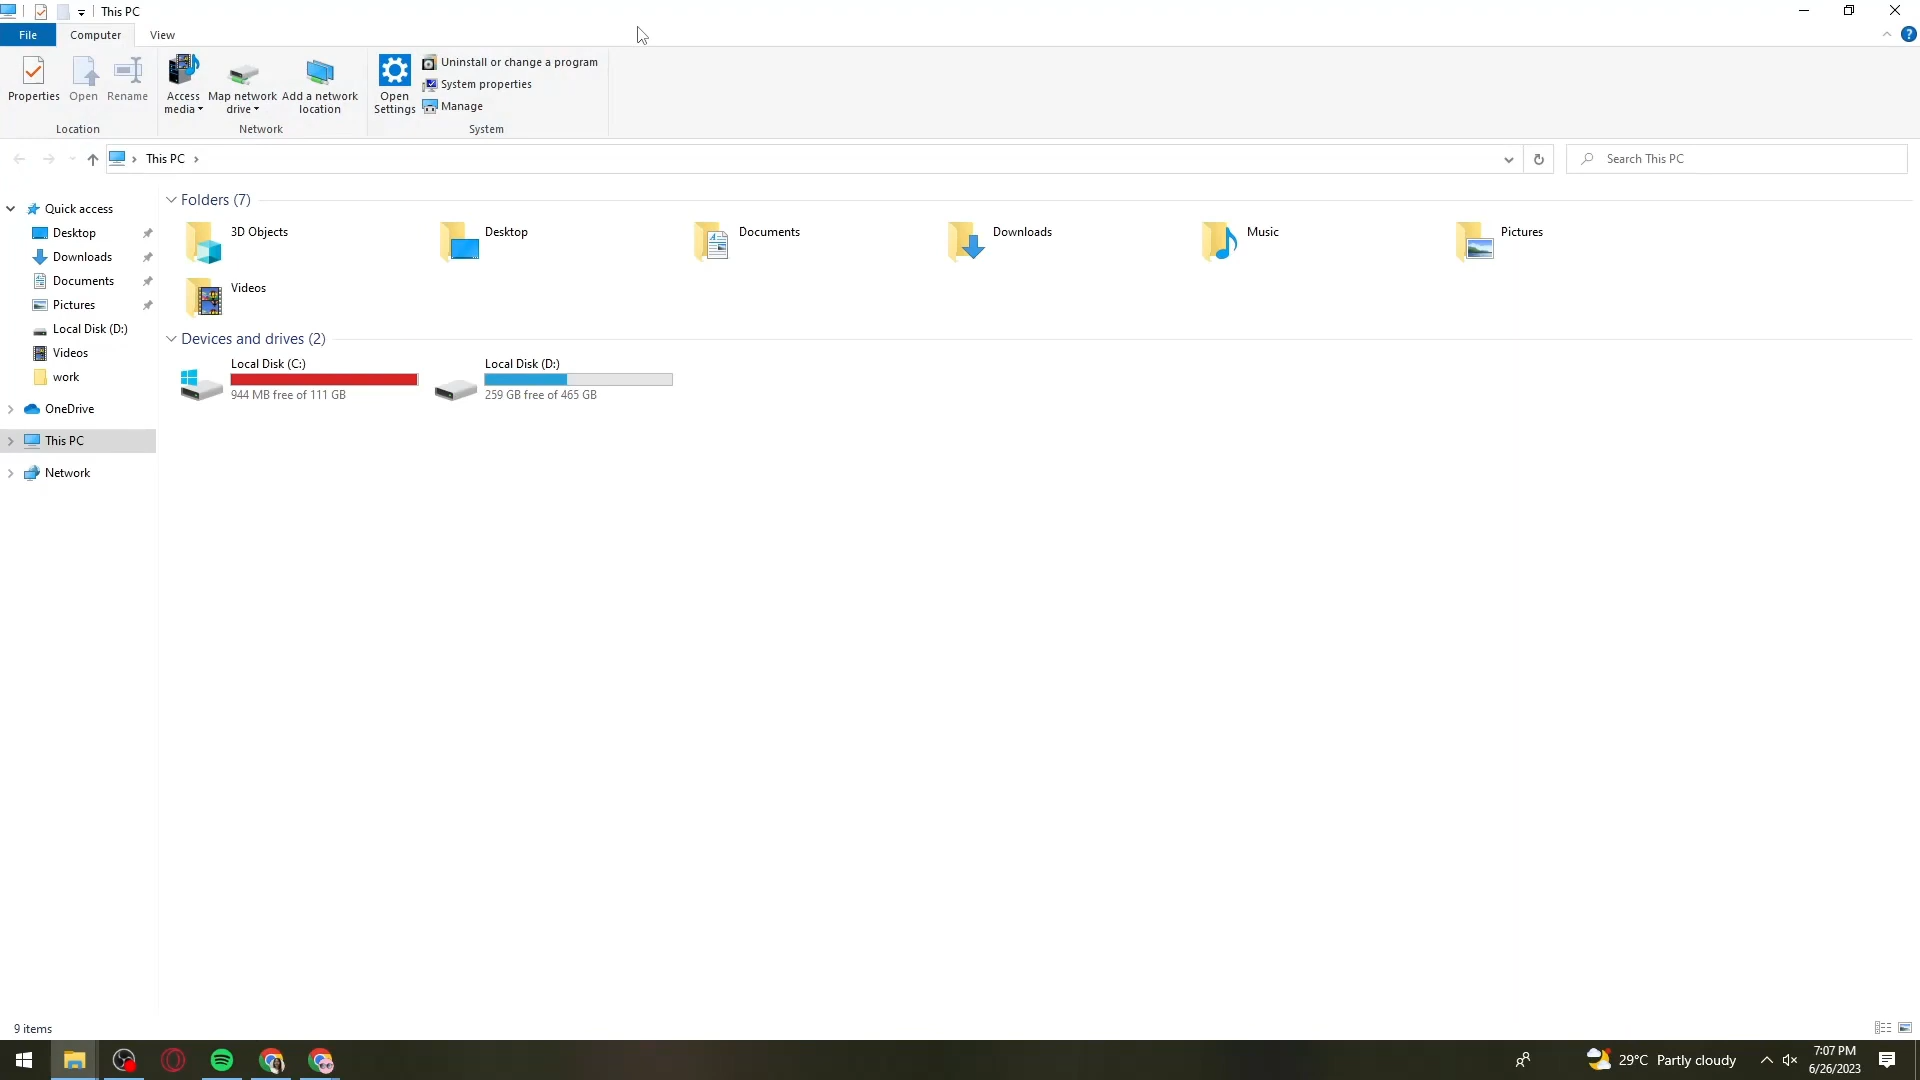 This PC
File
Computer
View
?
Properties
Open
Rename
Access media
Map network drive
Add a network location
Open Settings
Uninstall or change a program
System properties
Manage
Location
Network
System
This PC
Search This PC
Quick access
Desktop
Downloads
Documents
Pictures
Local Disk (D:)
Videos
work
OneDrive
This PC
Network
Folders (7)
3D Objects
Desktop
Documents
Downloads
Music
Pictures
Videos
Devices and drives (2)
Local Disk (C:)
944 MB free of 111 GB
Local Disk (D:)
259 GB free of 465 GB
9 items
29°C Partly cloudy
7:07 PM
6/26/2023